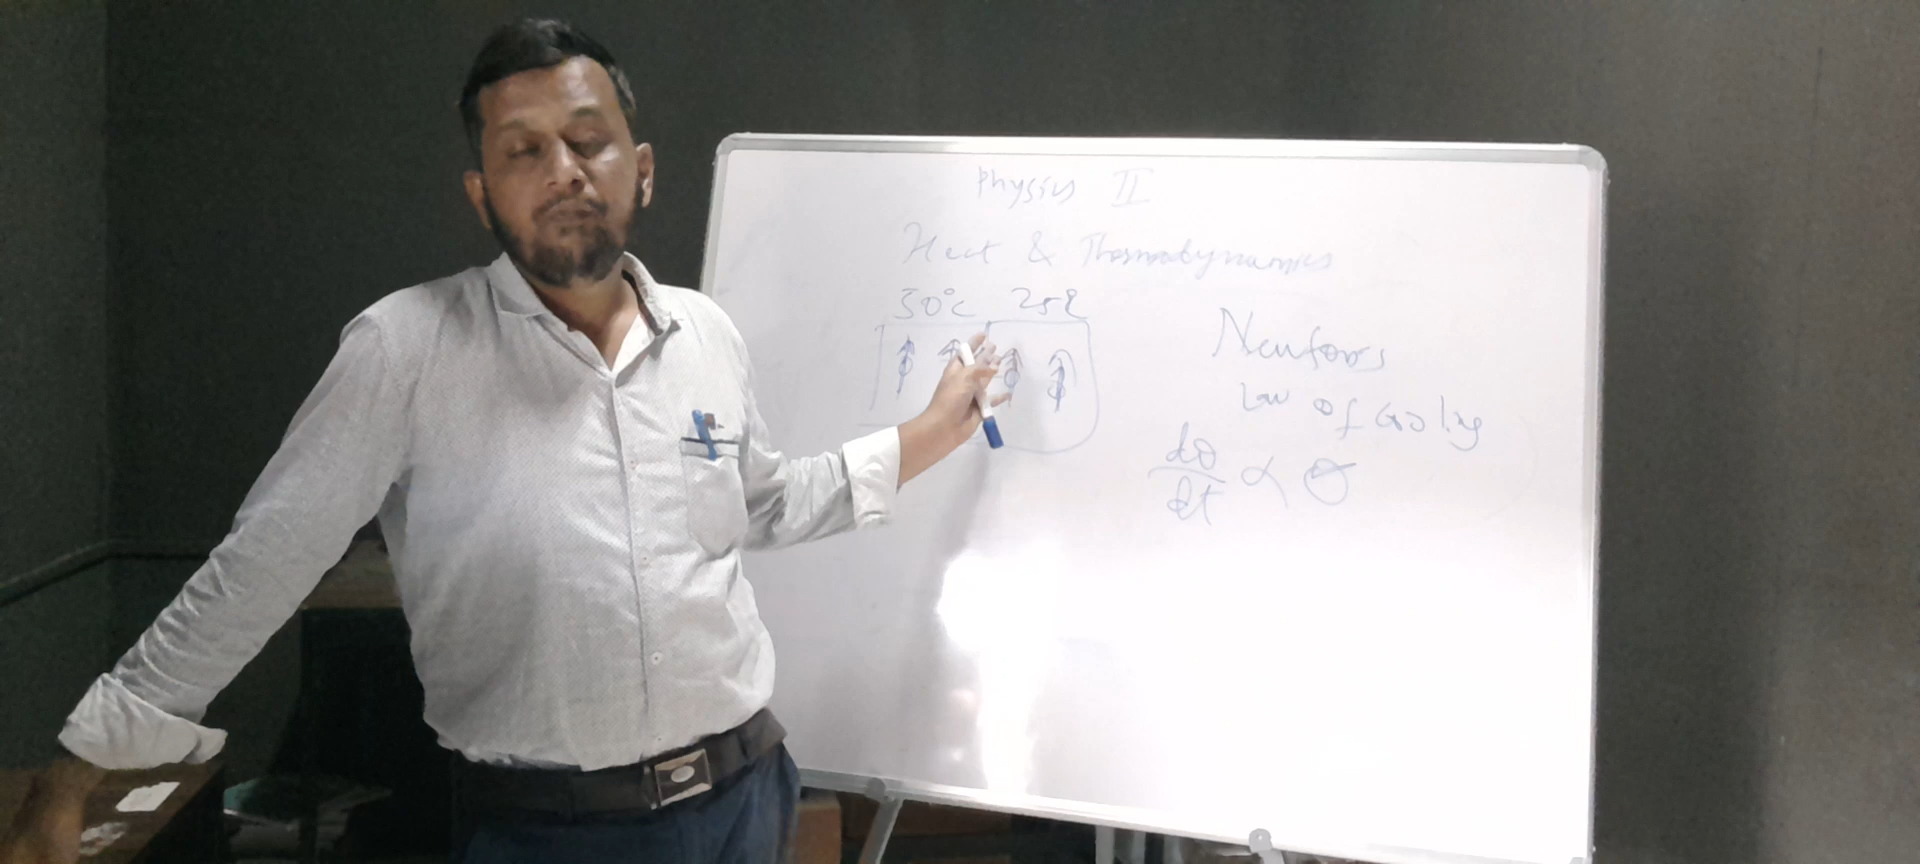 Physics II
Heat & Thermodynamics
30°C 25°C
Newton's
Law of Cooling
dθ/dt ∝ θ